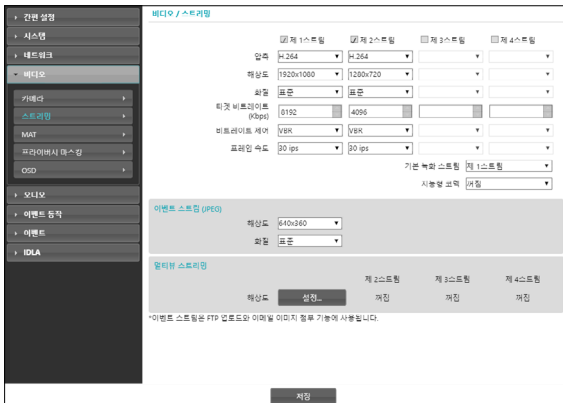 간편 설정
시스템
네트워크
비디오
카메라
스트리밍
MAT
프라이버시 마스킹
OSD
오디오
이벤트 동작
이벤트
IDLA
비디오 / 스트리밍
제 1스트림 제 2스트림 제 3스트림 제 4스트림
압축 H.264 H.264
해상도 1920x1080 1280x720
화질 표준 표준
타겟 비트레이트 (Kbps) 8192 4096
비트레이트 제어 VBR VBR
프레임 속도 30 ips 30 ips
기본 녹화 스트림 제 1스트림
지능형 코덱 꺼짐
이벤트 스트림 (JPEG)
해상도 640x360
화질 표준
멀티뷰 스트리밍
제 2스트림 제 3스트림 제 4스트림
해상도 설정... 꺼짐 꺼짐 꺼짐
*이벤트 스트림은 FTP 업로드와 이메일 이미지 첨부 기능에 사용됩니다.
저장